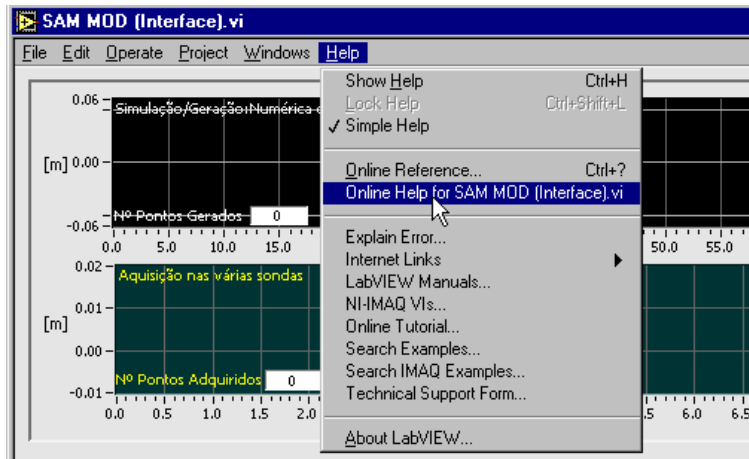 SAM MOD (Interface).vi
File Edit Operate Project Windows Help
Show Help Ctrl+H
Lock Help Ctrl+Shift+L
✓ Simple Help
Online Reference... Ctrl+?
Online Help for SAM MOD (Interface).vi
Explain Error...
Internet Links
LabVIEW Manuals...
NI-IMAQ VIs...
Online Tutorial...
Search Examples...
Search IMAQ Examples...
Technical Support Form...
About LabVIEW...
0.06
Simulação/Geração Numérica
[m] 0.00
Nº Pontos Gerados 0
-0.06
0.0 5.0 10.0 15.0 50.0 55.0
0.02
Aquisição nas várias sondas
0.01
[m]
0.00
Nº Pontos Adquiridos 0
-0.01
0.0 0.5 1.0 1.5 2.0 .5 6.0 6.5